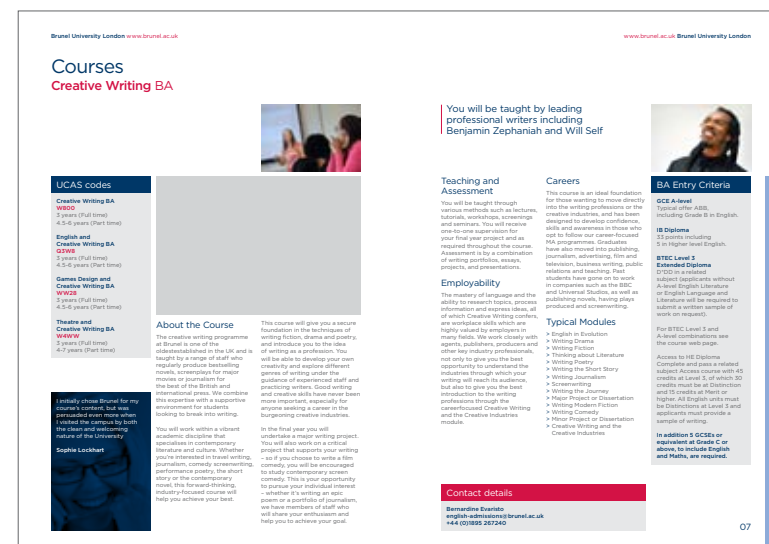 Brunel University London www.brunel.ac.uk
www.brunel.ac.uk Brunel University London
Courses
Creative Writing BA
You will be taught by leading
professional writers including
Benjamin Zephaniah and Will Self
UCAS codes
Creative Writing BA
W800
3 years (Full time)
4.5-6 years (Part time)
English and
Creative Writing BA
Q3W8
3 years (Full time)
4.5-6 years (Part time)
Games Design and
Creative Writing BA
WW28
3 years (Full time)
4.5-6 years (Part time)
Theatre and
Creative Writing BA
W4WW
3 years (Full time)
4-7 years (Part time)
I initially chose Brunel for my
course's content, but was
persuaded even more when
I visited the campus by both
the clean and welcoming
nature of the University.
Sophie Lockhart
About the Course
The creative writing programme
at Brunel is one of the
oldestestablished in the UK and is
taught by a range of staff who
regularly produce bestselling
novels, screenplays for major
movies or journalism for
the best of the British and
international press. We combine
this expertise with a supportive
environment for students
looking to break into writing.
You will work within a vibrant
academic discipline that
specialises in contemporary
literature and culture. Whether
you're interested in travel writing,
journalism, comedy screenwriting,
performance poetry, the short
story or the contemporary
novel, this forward-thinking,
industry-focused course will
help you achieve your best.
This course will give you a secure
foundation in the techniques of
writing fiction, drama and poetry,
and introduce you to the idea
of writing as a profession. You
will be able to develop your own
creativity and explore different
genres of writing under the
guidance of experienced staff and
practicing writers. Good writing
and creative skills have never been
more important, especially for
anyone seeking a career in the
burgeoning creative industries.
In the final year you will
undertake a major writing project.
You will also work on a critical
project that supports your writing
– so if you choose to write a film
comedy, you will be encouraged
to study contemporary screen
comedy. This is your opportunity
to pursue your individual interest
– whether it's writing an epic
poem or a portfolio of journalism,
we have members of staff who
will share your enthusiasm and
help you to achieve your goal.
Teaching and
Assessment
You will be taught through
various methods such as lectures,
tutorials, workshops, screenings
and seminars. You will receive
one-to-one supervision for
your final year project and as
required throughout the course.
Assessment is by a combination
of writing portfolios, essays,
projects, and presentations.
Employability
The mastery of language and the
ability to research topics, process
information and express ideas, all
of which Creative Writing confers,
are workplace skills which are
highly valued by employers in
many fields. We work closely with
agents, publishers, producers and
other key industry professionals,
not only to give you the best
opportunity to understand the
industries through which your
writing will reach its audience,
but also to give you the best
introduction to the writing
professions through the
careerfocused Creative Writing
and the Creative Industries
module.
Careers
This course is an ideal foundation
for those wanting to move directly
into the writing professions or the
creative industries, and has been
designed to develop confidence,
skills and awareness in those who
opt to follow our career-focused
MA programmes. Graduates
have also moved into publishing,
journalism, advertising, film and
television, business writing, public
relations and teaching. Past
students have gone on to work
in companies such as the BBC
and Universal Studios, as well as
publishing novels, having plays
produced and screenwriting.
Typical Modules
> English in Evolution
> Writing Drama
> Writing Fiction
> Thinking about Literature
> Writing Poetry
> Writing the Short Story
> Writing Journalism
> Screenwriting
> Writing the Journey
> Major Project or Dissertation
> Writing Modern Fiction
> Writing Comedy
> Minor Project or Dissertation
> Creative Writing and the
Creative Industries
BA Entry Criteria
GCE A-level
Typical offer ABB,
including Grade B in English.
IB Diploma
33 points including
5 in Higher level English.
BTEC Level 3
Extended Diploma
D*DD in a related
subject (applicants without
A-level English Literature
or English Language and
Literature will be required to
submit a written sample of
work on request).
For BTEC Level 3 and
A-level combinations see
the course web page.
Access to HE Diploma
Complete and pass a related
subject Access course with 45
credits at Level 3, of which 30
credits must be at Distinction
and 15 credits at Merit or
higher. All English units must
be Distinctions at Level 3 and
applicants must provide a
sample of writing.
In addition 5 GCSEs or
equivalent at Grade C or
above, to include English
and Maths, are required.
Contact details
Bernardine Evaristo
english-admissions@brunel.ac.uk
+44 (0)1895 267240
07